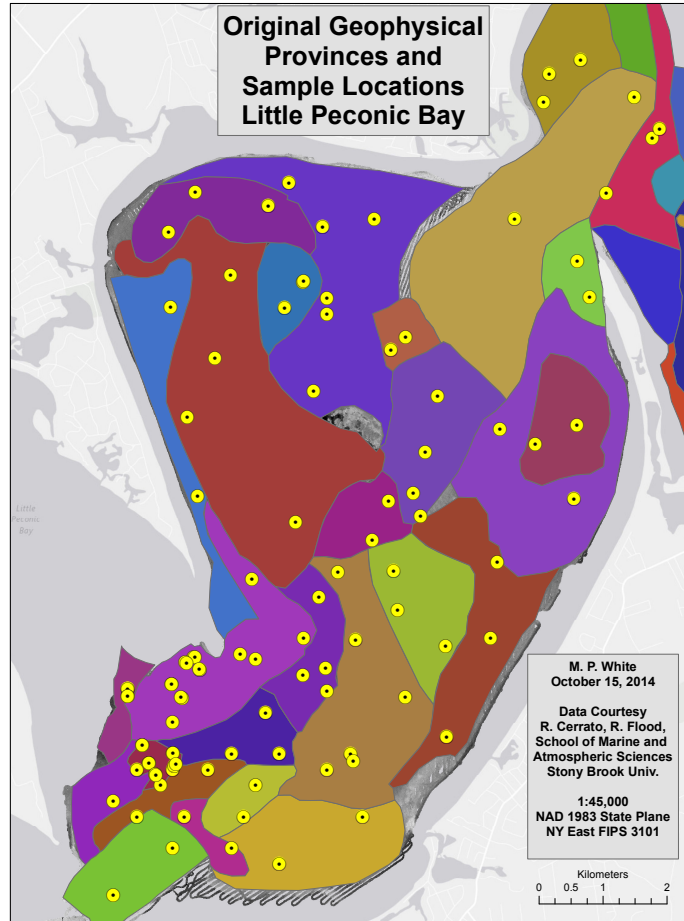 Original Geophysical
Provinces and
Sample Locations
Little Peconic Bay
Little
Peconic
Bay
M. P. White
October 15, 2014
Data Courtesy
R. Cerrato, R. Flood,
School of Marine and
Atmospheric Sciences
Stony Brook Univ.
1:45,000
NAD 1983 State Plane
NY East FIPS 3101
Kilometers
0 0.5 1 2